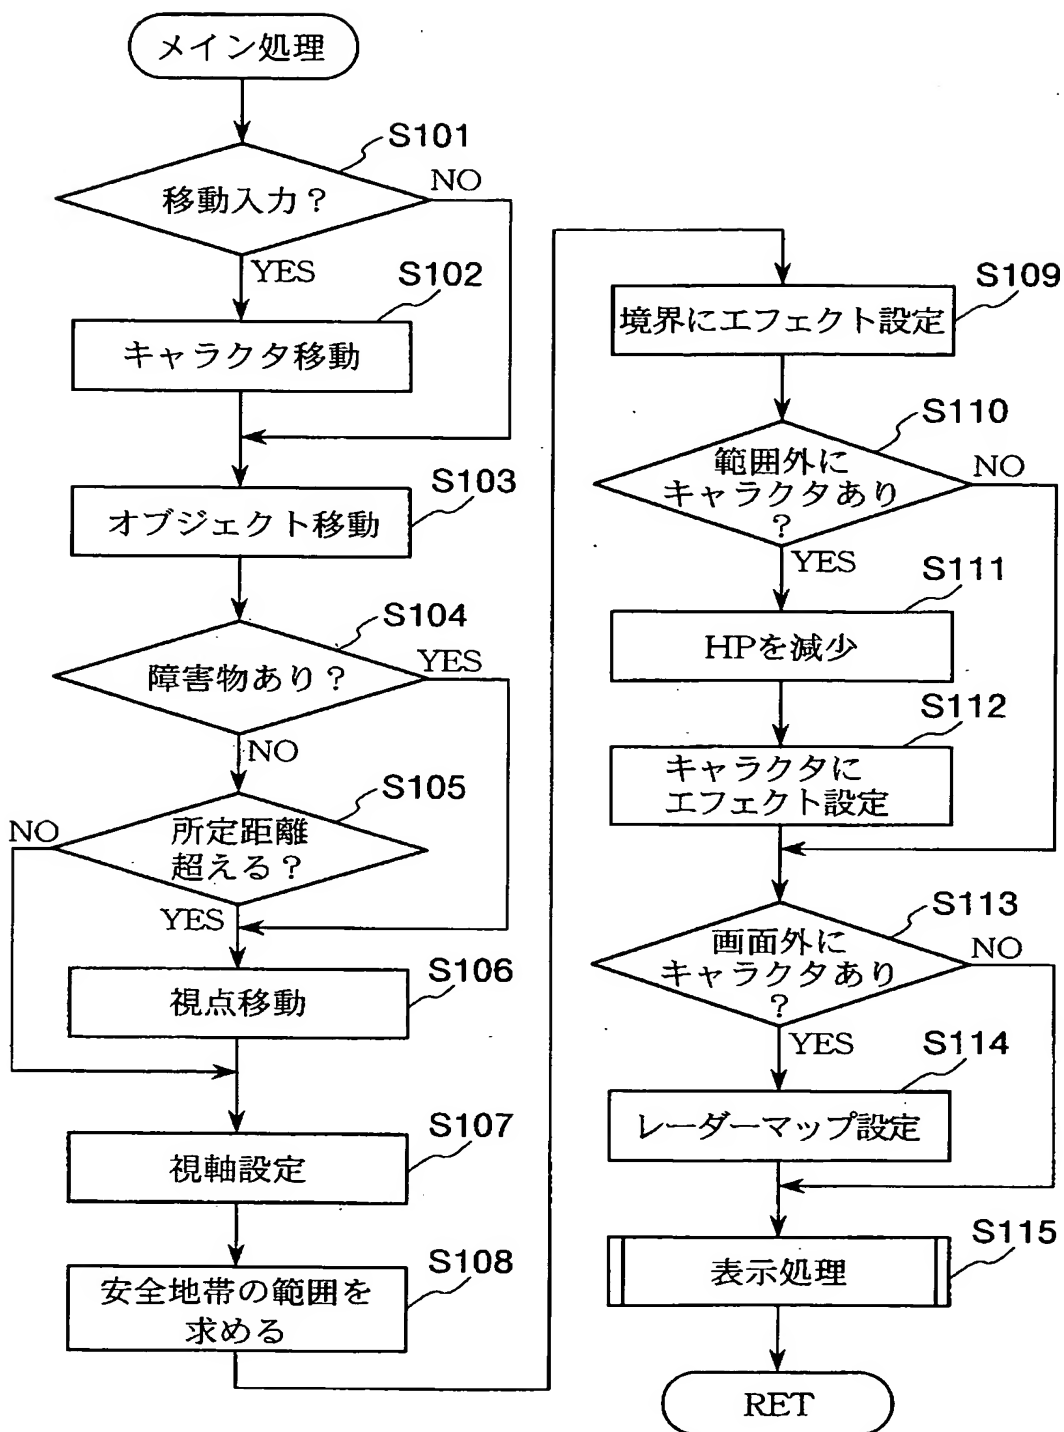 メイン処理
S101
移動入力？
NO
YES
S102
キャラクタ移動
S103
オブジェクト移動
S104
障害物あり？
YES
NO
S105
所定距離
超える？
NO
YES
S106
視点移動
S107
視軸設定
S108
安全地帯の範囲を
求める
S109
境界にエフェクト設定
S110
範囲外に
キャラクタあり
？
NO
YES
S111
HPを減少
S112
キャラクタに
エフェクト設定
S113
画面外に
キャラクタあり
？
NO
YES
S114
レーダーマップ設定
S115
表示処理
RET